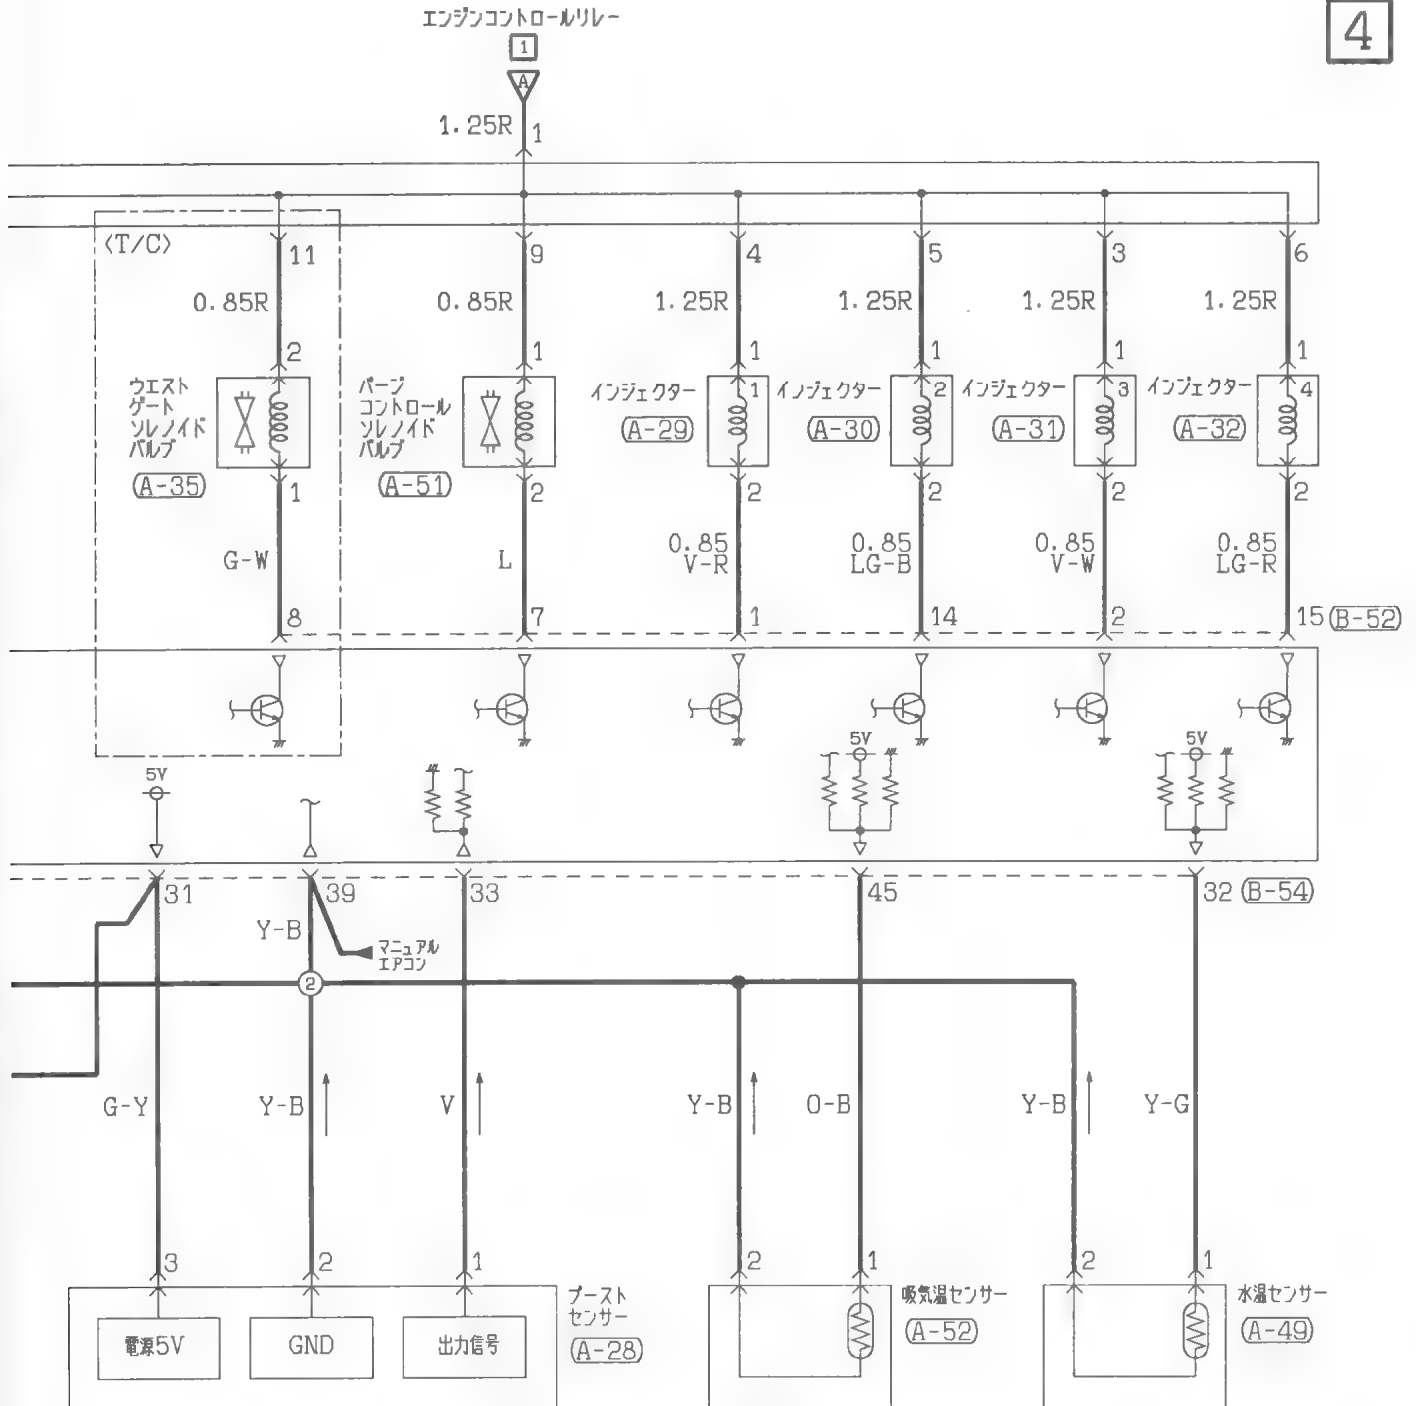 エンジンコントロールリレー
4
1
A
1.25R 1
〈T/C〉
11 9 4 5 3 6
0.85R 0.85R 1.25R 1.25R 1.25R 1.25R
2 1 1 1 1 1
ウエスト
ゲート
ソレノイド
バルブ
(A-35)
パージ
コントロール
ソレノイド
バルブ
(A-51)
インジェクター 1
(A-29)
インジェクター 2
(A-30)
インジェクター 3
(A-31)
インジェクター 4
(A-32)
1 2 2 2 2 2
G-W L
0.85
V-R
0.85
LG-B
0.85
V-W
0.85
LG-R
8 7 1 14 2 15 (B-52)
5V 5V 5V
31 39 33 45 32 (B-54)
Y-B
マニュアル
エアコン
2
G-Y Y-B V Y-B O-B Y-B Y-G
3 2 1 2 1 2 1
電源5V GND 出力信号
ブースト
センサー
(A-28)
吸気温センサー
(A-52)
水温センサー
(A-49)